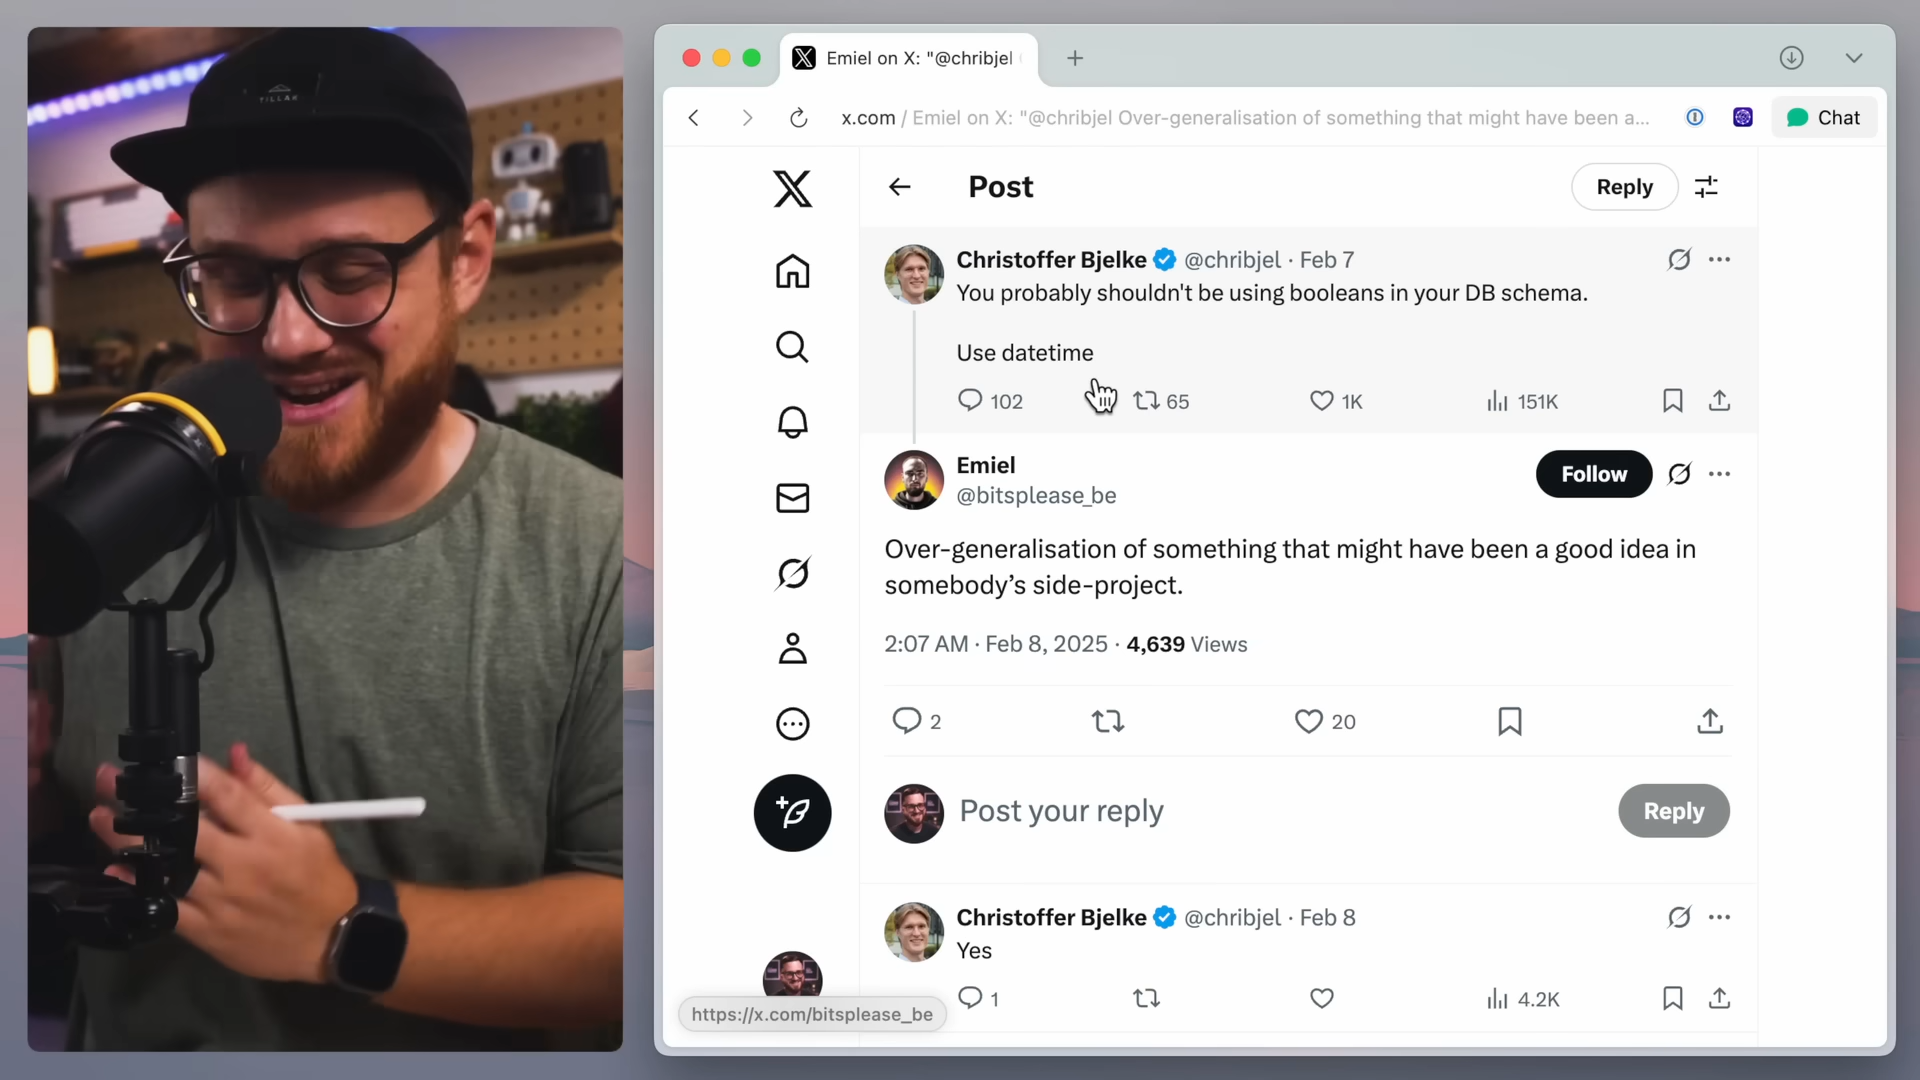 TILLAK
Emiel on X: "@chribjel
x.com / Emiel on X: "@chribjel Over-generalisation of something that might have been a...
Chat
Post
Reply
Christoffer Bjelke @chribjel · Feb 7
You probably shouldn't be using booleans in your DB schema.
Use datetime
102
65
1K
151K
Emiel
@bitsplease_be
Follow
Over-generalisation of something that might have been a good idea in
somebody’s side-project.
2:07 AM · Feb 8, 2025 · 4,639 Views
2
20
Post your reply
Reply
Christoffer Bjelke @chribjel · Feb 8
Yes
1
4.2K
https://x.com/bitsplease_be